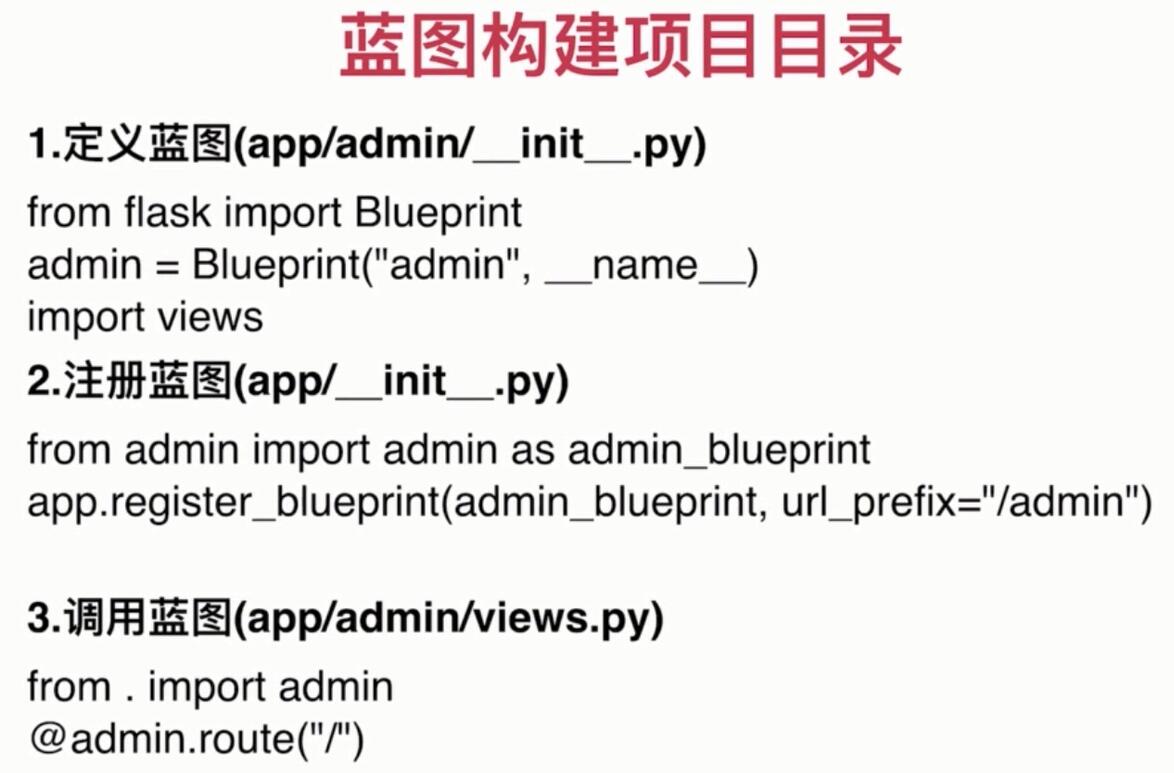 蓝图构建项目目录
1.定义蓝图(app/admin/__init__.py)
from flask import Blueprint
admin = Blueprint("admin", __name__)
import views
2.注册蓝图(app/__init__.py)
from admin import admin as admin_blueprint
app.register_blueprint(admin_blueprint, url_prefix="/admin")
3.调用蓝图(app/admin/views.py)
from . import admin
@admin.route("/")